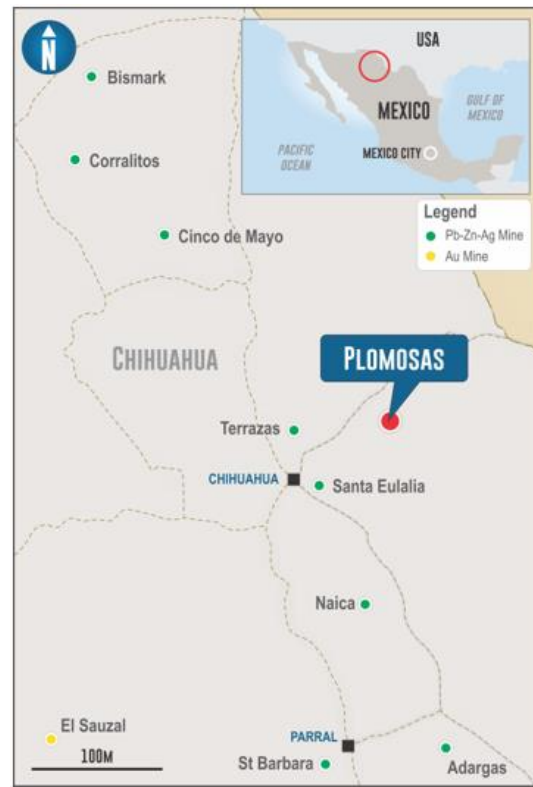 N
USA
MEXICO
GULF OF
MEXICO
PACIFIC
OCEAN
MEXICO CITY
Legend
Pb-Zn-Ag Mine
Au Mine
Bismark
Corralitos
Cinco de Mayo
CHIHUAHUA
PLOMOSAS
Terrazas
CHIHUAHUA
Santa Eulalia
Naica
El Sauzal
100M
PARRAL
St Barbara
Adargas